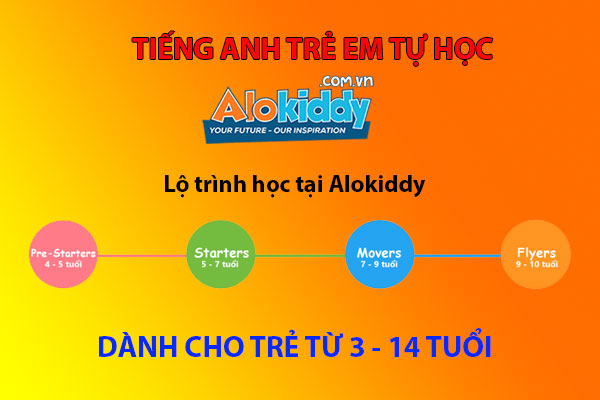 TIẾNG ANH TRẺ EM TỰ HỌC
.com.vn
Alokiddy
YOUR FUTURE - OUR INSPIRATION
Lộ trình học tại Alokiddy
Pre-Starters
4 - 5 tuổi
Starters
5 - 7 tuổi
Movers
7 - 9 tuổi
Flyers
9 - 10 tuổi
DÀNH CHO TRẺ TỪ 3 - 14 TUỔI